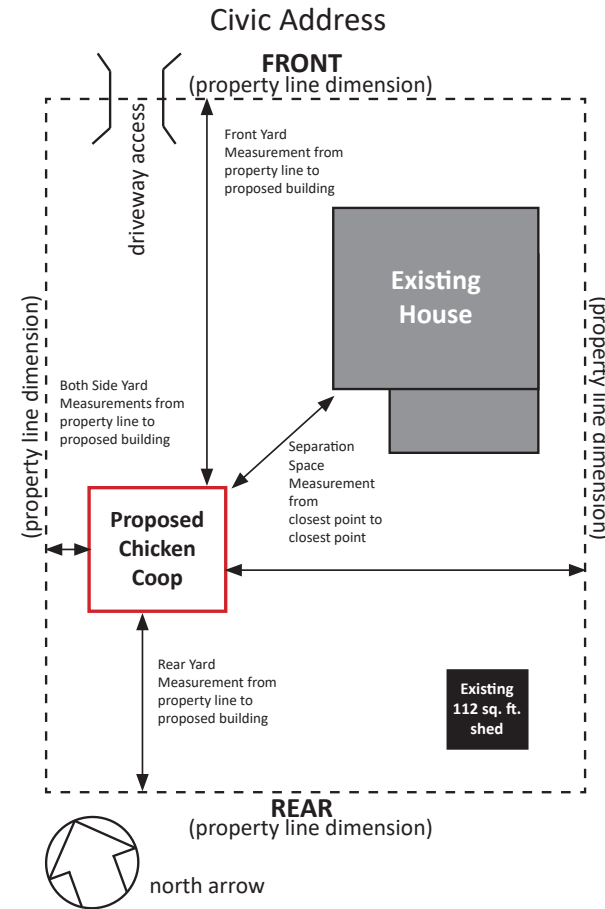 Civic Address
FRONT
(property line dimension)
driveway access
Front Yard
Measurement from
property line to
proposed building
Existing
House
(property line dimension)
(property line dimension)
Both Side Yard
Measurements from
property line to
proposed building
Separation
Space
Measurement
from
closest point to
closest point
Proposed
Chicken
Coop
Rear Yard
Measurement from
property line to
proposed building
Existing
112 sq. ft.
shed
REAR
(property line dimension)
north arrow